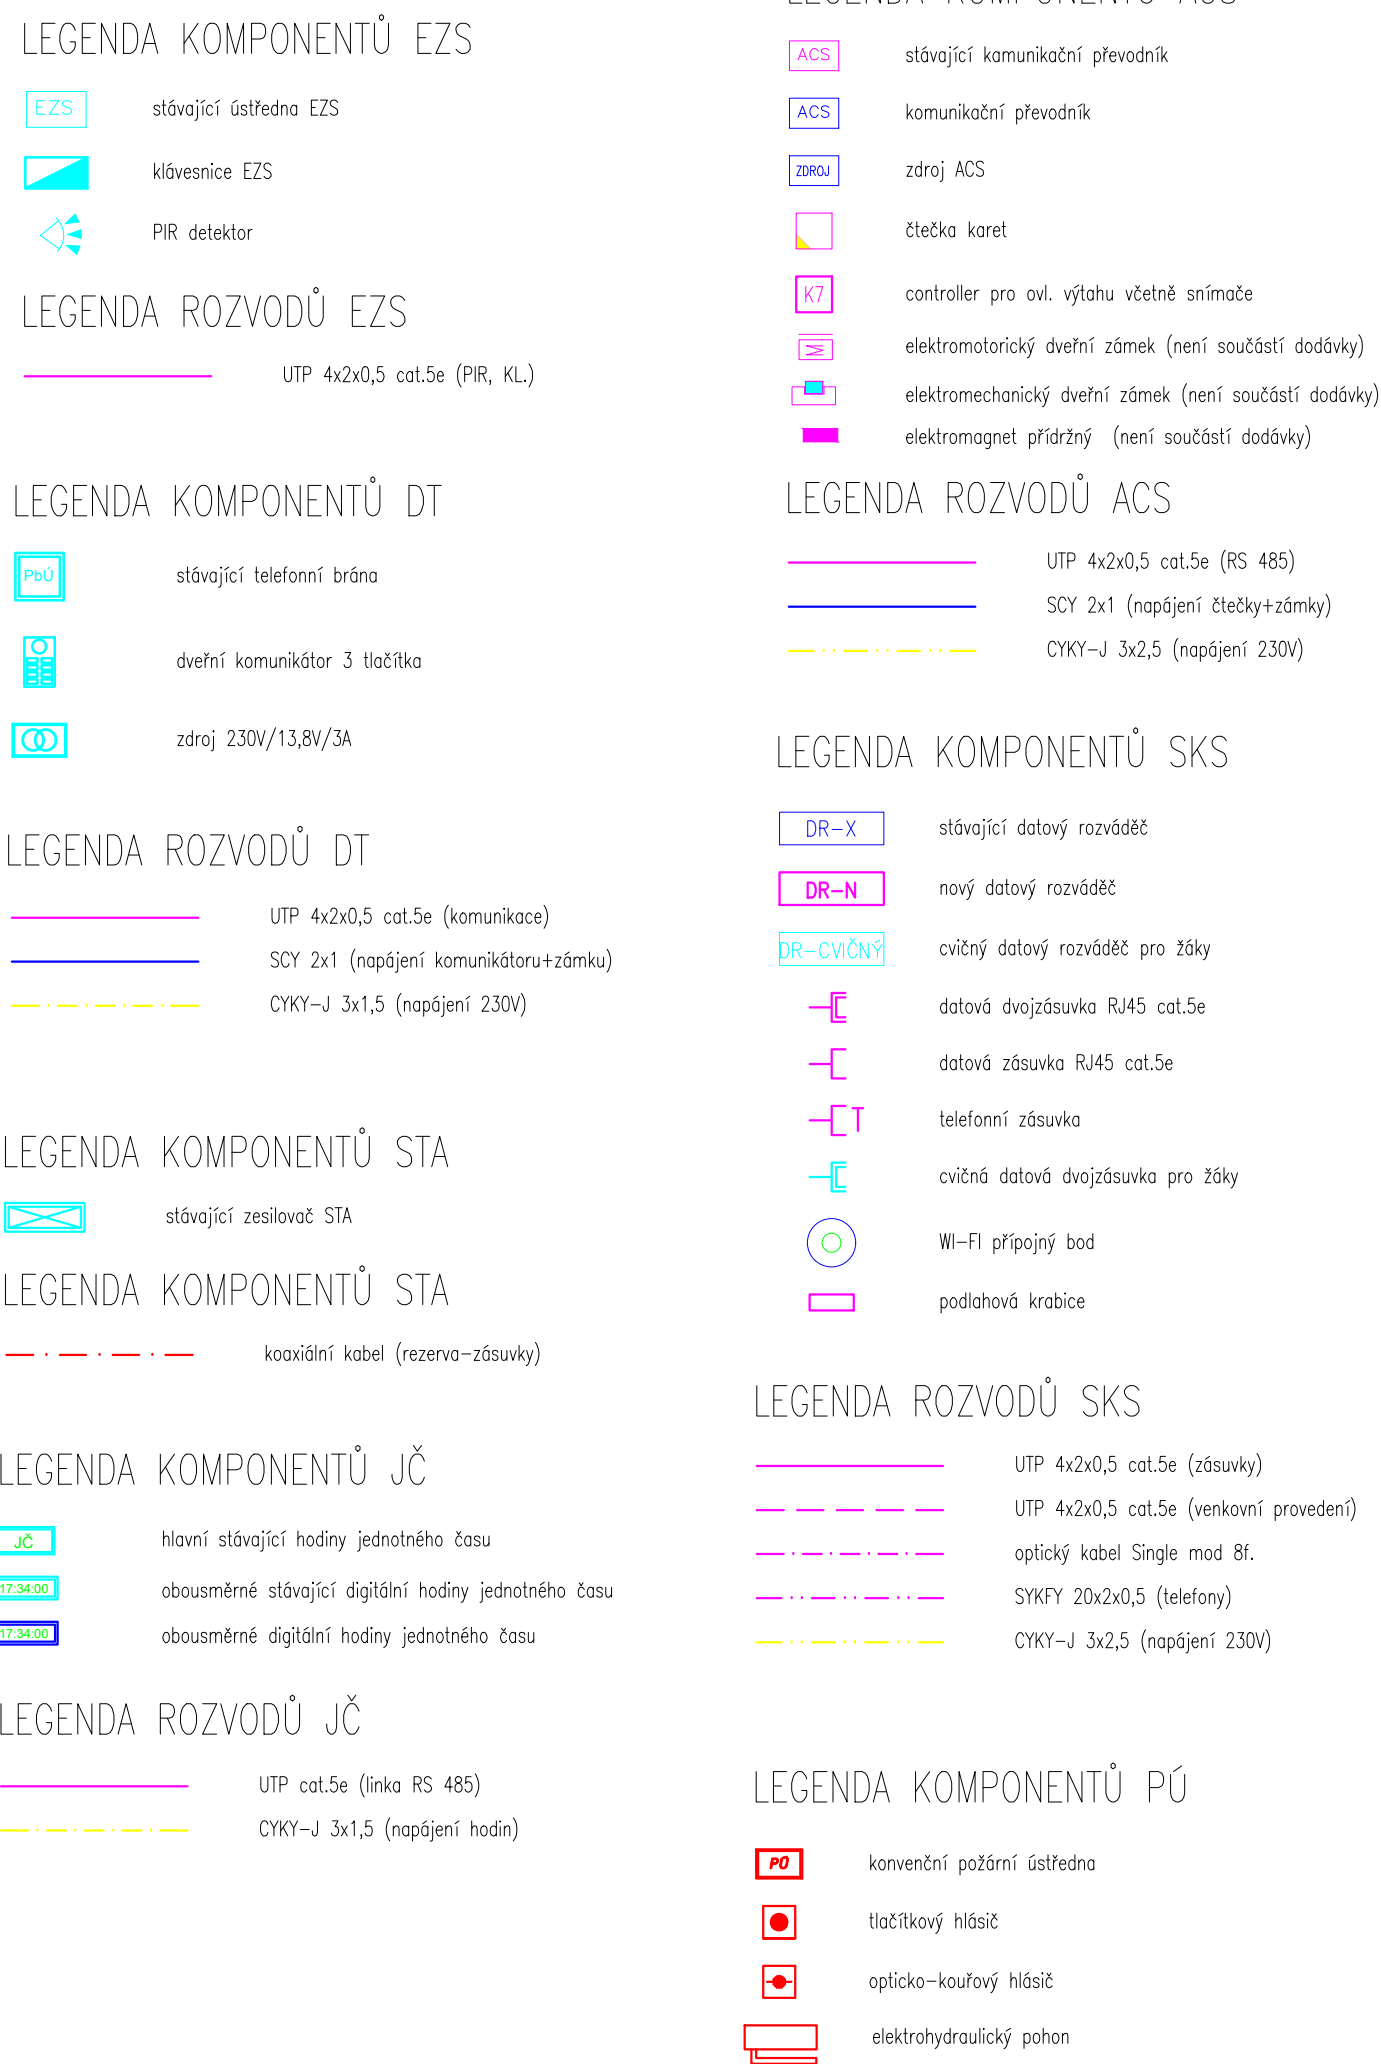 LEGENDA KOMPONENTŮ EZS
EZS stávající ústředna EZS
klávesnice EZS
PIR detektor
LEGENDA ROZVODŮ EZS
UTP 4x2x0,5 cat.5e (PIR, KL.)
LEGENDA KOMPONENTŮ DT
PbÚ stávající telefonní brána
dveřní komunikátor 3 tlačítka
zdroj 230V/13,8V/3A
LEGENDA ROZVODŮ DT
UTP 4x2x0,5 cat.5e (komunikace)
SCY 2x1 (napájení komunikátoru+zámku)
CYKY-J 3x1,5 (napájení 230V)
LEGENDA KOMPONENTŮ STA
stávající zesilovač STA
LEGENDA KOMPONENTŮ STA
koaxiální kabel (rezerva-zásuvky)
LEGENDA KOMPONENTŮ JČ
JČ hlavní stávající hodiny jednotného času
17:34:00 obousměrné stávající digitální hodiny jednotného času
17:34:00 obousměrné digitální hodiny jednotného času
LEGENDA ROZVODŮ JČ
UTP cat.5e (linka RS 485)
CYKY-J 3x1,5 (napájení hodin)
LEGENDA KOMPONENTŮ ACS
ACS stávající kamunikační převodník
ACS komunikační převodník
ZDROJ zdroj ACS
čtečka karet
K7 controller pro ovl. výtahu včetně snímače
M elektromotorický dveřní zámek (není součástí dodávky)
elektromechanický dveřní zámek (není součástí dodávky)
elektromagnet přídržný (není součástí dodávky)
LEGENDA ROZVODŮ ACS
UTP 4x2x0,5 cat.5e (RS 485)
SCY 2x1 (napájení čtečky+zámky)
CYKY-J 3x2,5 (napájení 230V)
LEGENDA KOMPONENTŮ SKS
DR-X stávající datový rozváděč
DR-N nový datový rozváděč
DR-CVIČNÝ cvičný datový rozváděč pro žáky
datová dvojzásuvka RJ45 cat.5e
datová zásuvka RJ45 cat.5e
T telefonní zásuvka
cvičná datová dvojzásuvka pro žáky
WI-FI přípojný bod
podlahová krabice
LEGENDA ROZVODŮ SKS
UTP 4x2x0,5 cat.5e (zásuvky)
UTP 4x2x0,5 cat.5e (venkovní provedení)
optický kabel Single mod 8f.
SYKFY 20x2x0,5 (telefony)
CYKY-J 3x2,5 (napájení 230V)
LEGENDA KOMPONENTŮ PÚ
PÚ konvenční požární ústředna
tlačítkový hlásič
opticko-kouřový hlásič
elektrohydraulický pohon